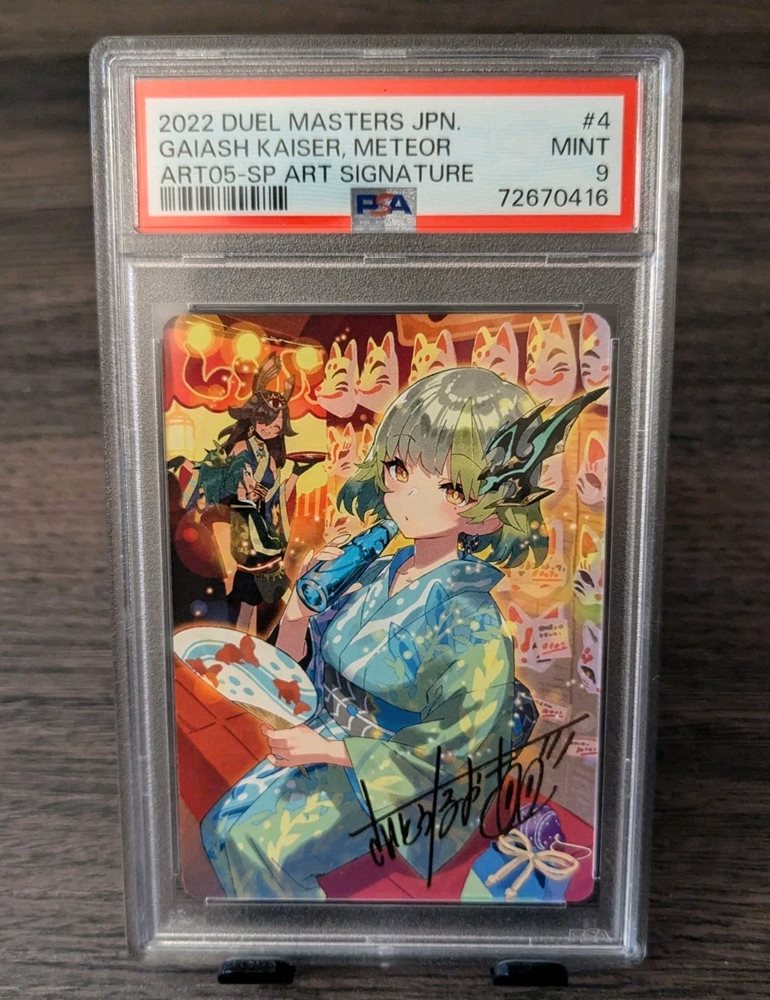 2022 DUEL MASTERS JPN. #4
GAIASH KAISER, METEOR MINT
ART05-SP ART SIGNATURE 9
PSA 72670416